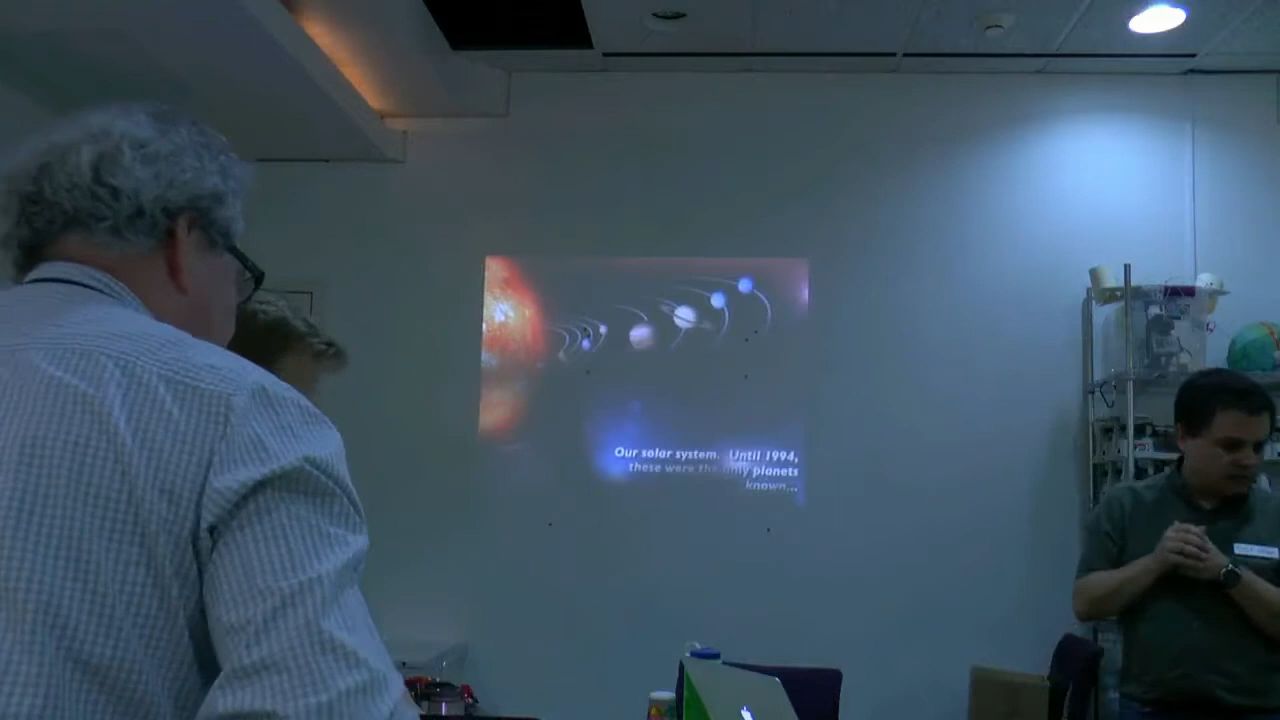 Our solar system. Until 1994,
these were the only planets
known...